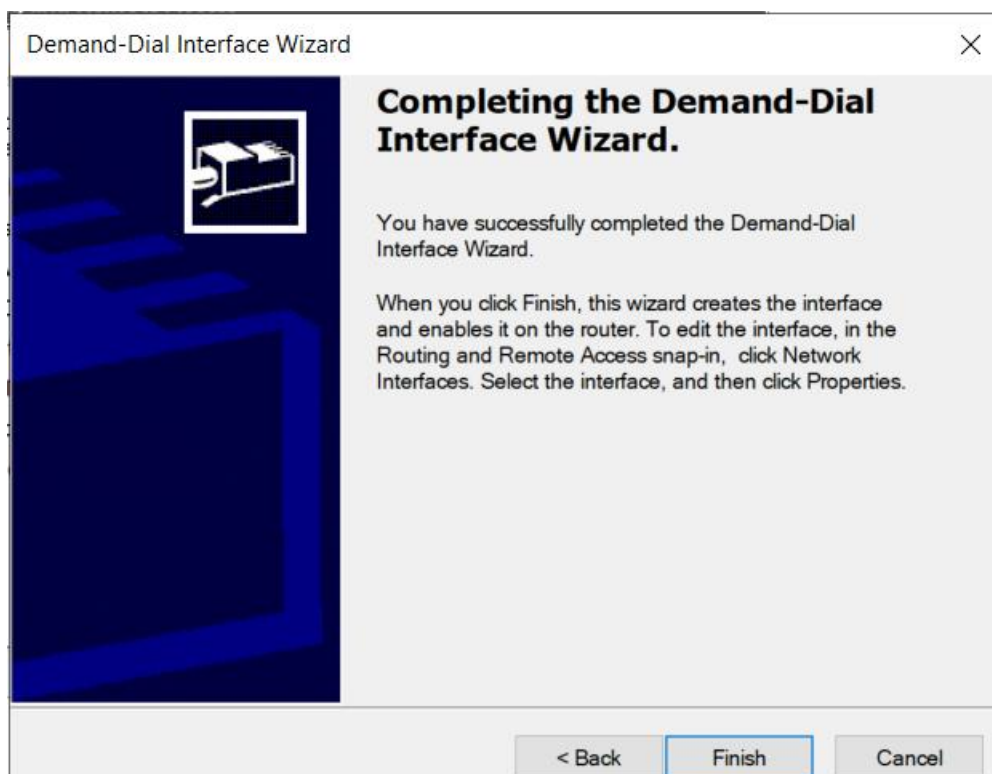 Demand-Dial Interface Wizard
Completing the Demand-Dial
Interface Wizard.
You have successfully completed the Demand-Dial
Interface Wizard.
When you click Finish, this wizard creates the interface
and enables it on the router. To edit the interface, in the
Routing and Remote Access snap-in, click Network
Interfaces. Select the interface, and then click Properties.
< Back Finish Cancel